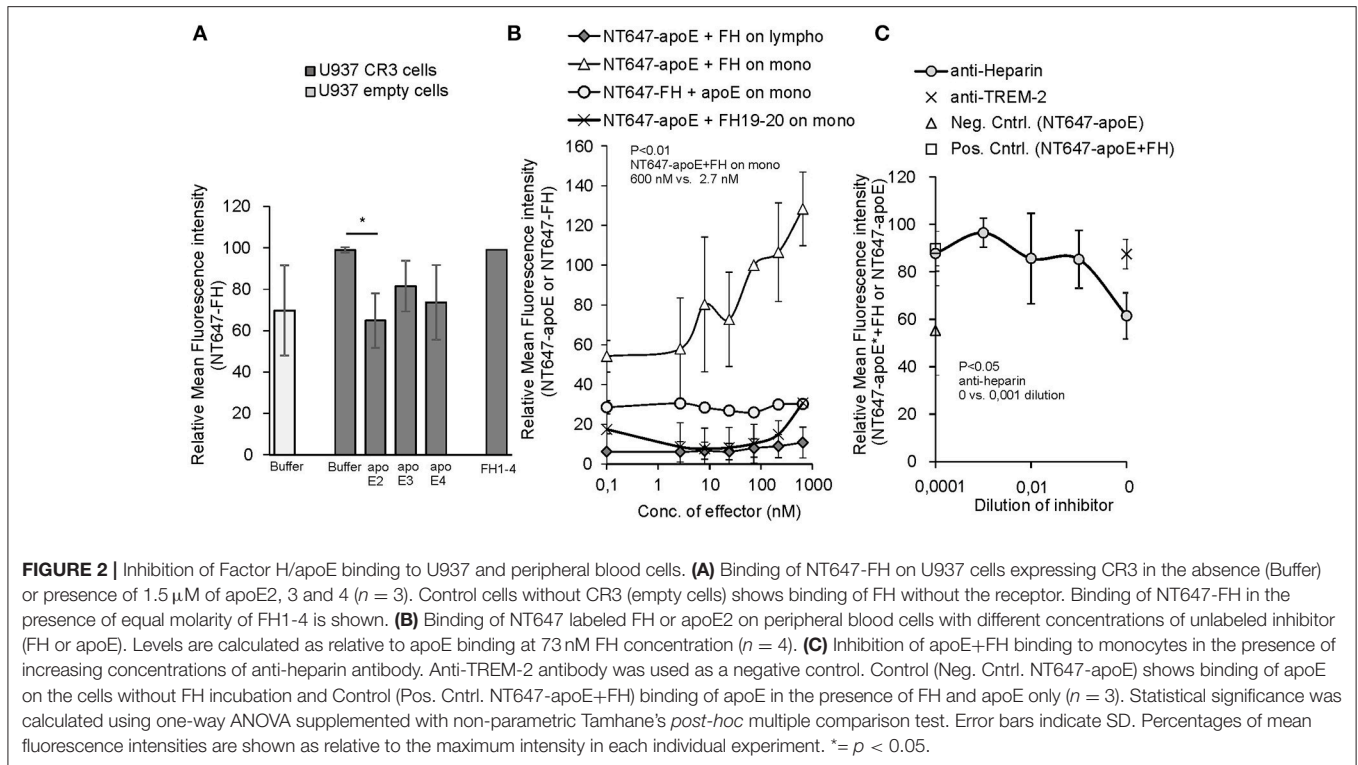 A
U937 CR3 cells
U937 empty cells
Relative Mean Fluorescence intensity
(NT647-FH)
120
100
80
60
40
20
0
*
Buffer
Buffer
apo
E2
apo
E3
apo
E4
FH1-4
B
NT647-apoE + FH on lympho
NT647-apoE + FH on mono
NT647-FH + apoE on mono
NT647-apoE + FH19-20 on mono
Relative Mean Fluorescence intensity
(NT647-apoE or NT647-FH)
160
140
120
100
80
60
40
20
0
P<0.01
NT647-apoE+FH on mono
600 nM vs. 2.7 nM
0,1
1
10
100
1000
Conc. of effector (nM)
C
anti-Heparin
anti-TREM-2
Neg. Cntrl. (NT647-apoE)
Pos. Cntrl. (NT647-apoE+FH)
Relative Mean Fluorescence intensity
(NT647-apoE*+FH or NT647-apoE)
120
100
80
60
40
20
0
P<0.05
anti-heparin
0 vs. 0,001 dilution
0,0001
0,01
0
Dilution of inhibitor
FIGURE 2 | Inhibition of Factor H/apoE binding to U937 and peripheral blood cells. (A) Binding of NT647-FH on U937 cells expressing CR3 in the absence (Buffer)
or presence of 1.5 μM of apoE2, 3 and 4 (n = 3). Control cells without CR3 (empty cells) shows binding of FH without the receptor. Binding of NT647-FH in the
presence of equal molarity of FH1-4 is shown. (B) Binding of NT647 labeled FH or apoE2 on peripheral blood cells with different concentrations of unlabeled inhibitor
(FH or apoE). Levels are calculated as relative to apoE binding at 73 nM FH concentration (n = 4). (C) Inhibition of apoE+FH binding to monocytes in the presence of
increasing concentrations of anti-heparin antibody. Anti-TREM-2 antibody was used as a negative control. Control (Neg. Cntrl. NT647-apoE) shows binding of apoE
on the cells without FH incubation and Control (Pos. Cntrl. NT647-apoE+FH) binding of apoE in the presence of FH and apoE only (n = 3). Statistical significance was
calculated using one-way ANOVA supplemented with non-parametric Tamhane's post-hoc multiple comparison test. Error bars indicate SD. Percentages of mean
fluorescence intensities are shown as relative to the maximum intensity in each individual experiment. *= p < 0.05.